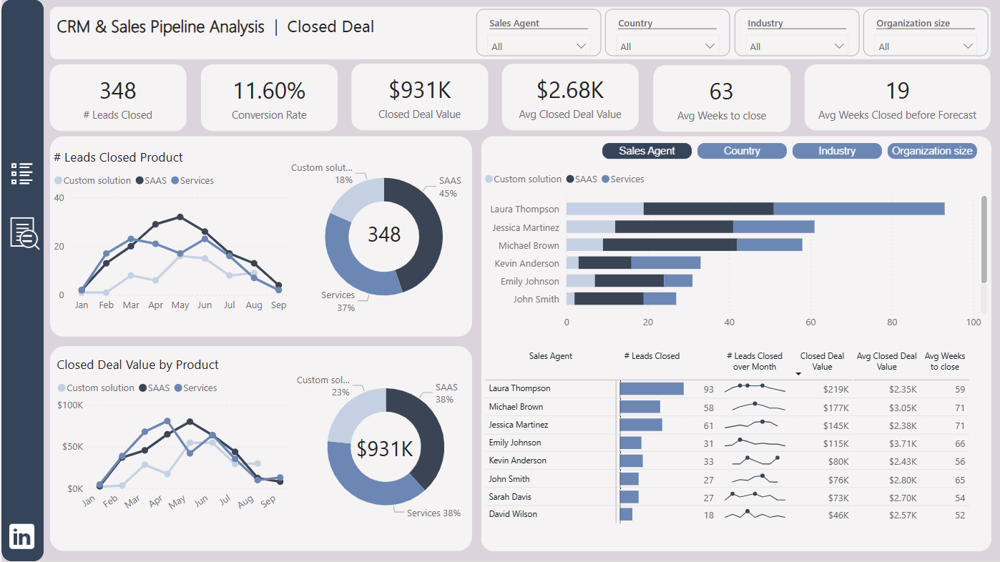 CRM & Sales Pipeline Analysis | Closed Deal
Sales Agent
All
Country
All
Industry
All
Organization size
All
348
# Leads Closed
11.60%
Conversion Rate
$931K
Closed Deal Value
$2.68K
Avg Closed Deal Value
63
Avg Weeks to close
19
Avg Weeks Closed before Forecast
# Leads Closed Product
Custom solution SAAS Services
40
20
0
Jan Feb Mar Apr May Jun Jul Aug Sep
Custom solut...
18%
SAAS
45%
348
Services
37%
Closed Deal Value by Product
Custom solution SAAS Services
$100K
$50K
$0K
Jan Feb Mar Apr May Jun Jul Aug Sep
Custom sol...
23%
SAAS
38%
$931K
Services 38%
Sales Agent Country Industry Organization size
Custom solution SAAS Services
Laura Thompson
Jessica Martinez
Michael Brown
Kevin Anderson
Emily Johnson
John Smith
0 20 40 60 80 100
Sales Agent # Leads Closed # Leads Closed over Month Closed Deal Value Avg Closed Deal Value Avg Weeks to close
Laura Thompson 93 $219K $2.35K 59
Michael Brown 58 $177K $3.05K 71
Jessica Martinez 61 $145K $2.38K 71
Emily Johnson 31 $115K $3.71K 66
Kevin Anderson 33 $80K $2.43K 56
John Smith 27 $76K $2.80K 65
Sarah Davis 27 $73K $2.70K 54
David Wilson 18 $46K $2.57K 52
in